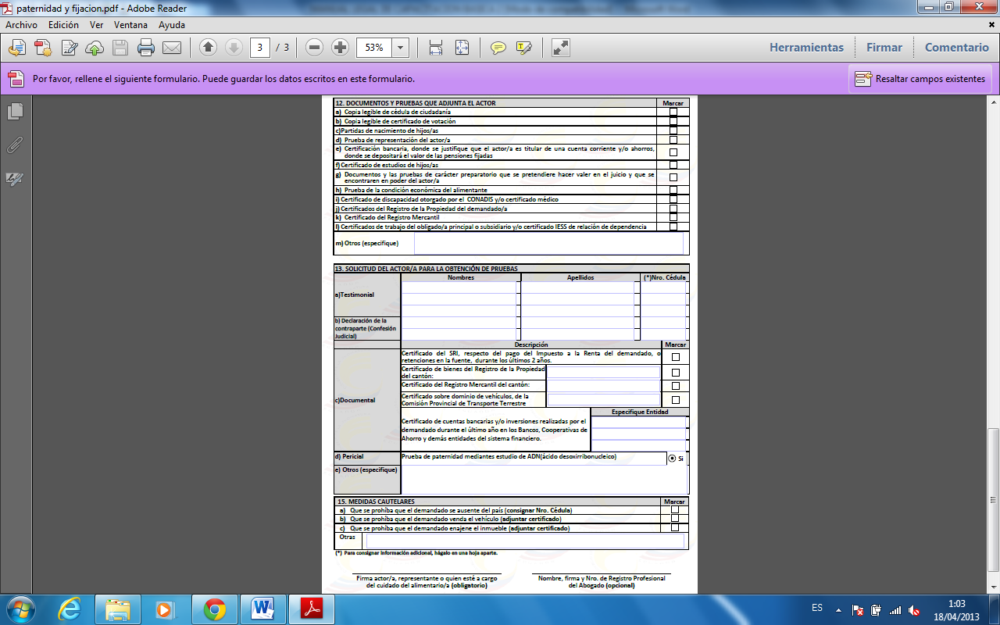 paternidad y fijacion.pdf - Adobe Reader
Archivo Edición Ver Ventana Ayuda
3 / 3 53% Herramientas Firmar Comentario
Por favor, rellene el siguiente formulario. Puede guardar los datos escritos en este formulario. Resaltar campos existentes
12. DOCUMENTOS Y PRUEBAS QUE ADJUNTA EL ACTOR Marcar
a) Copia legible de cédula de ciudadanía
b) Copia legible de certificado de votación
c)Partidas de nacimiento de hijos/as
d) Prueba de representación del actor/a
e) Certificación bancaria, donde se justifique que el actor/a es titular de una cuenta corriente y/o ahorros,
donde se depositará el valor de las pensiones fijadas
f) Certificado de estudios de hijos/as
g) Documentos y las pruebas de carácter preparatorio que se pretendiere hacer valer en el juicio y que se
encontraren en poder del actor/a
h) Prueba de la condición económica del alimentante
i) Certificado de discapacidad otorgado por el CONADIS y/o certificado médico
j) Certificados del Registro de la Propiedad del demandado/a
k) Certificado del Registro Mercantil
l) Certificados de trabajo del obligado/a principal o subsidiario y/o certificado IESS de relación de dependencia
m) Otros (especifique)
13. SOLICITUD DEL ACTOR/A PARA LA OBTENCIÓN DE PRUEBAS
Nombres Apellidos (*)Nro. Cédula
a)Testimonial
b) Declaración de la
contraparte (Confesión
Judicial)
Descripción Marcar
c)Documental
Certificado del SRI, respecto del pago del Impuesto a la Renta del demandado, o
retenciones en la fuente, durante los últimos 2 años.
Certificado de bienes del Registro de la Propiedad
del cantón:
Certificado del Registro Mercantil del cantón:
Certificado sobre dominio de vehículos, de la
Comisión Provincial de Transporte Terrestre
Especifique Entidad
Certificado de cuentas bancarias y/o inversiones realizadas por el
demandado durante el último año en los Bancos, Cooperativas de
Ahorro y demás entidades del sistema financiero.
d) Pericial Prueba de paternidad mediantes estudio de ADN(ácido desoxirribonucleico) Si
e) Otros (especifique)
15. MEDIDAS CAUTELARES Marcar
a) Que se prohíba que el demandado se ausente del país (consignar Nro. Cédula)
b) Que se prohíba que el demandado venda el vehículo (adjuntar certificado)
c) Que se prohíba que el demandado enajene el inmueble (adjuntar certificado)
Otras
(*) Para consignar información adicional, hágalo en una hoja aparte.
Firma actor/a, representante o quien esté a cargo
del cuidado del alimentario/a (obligatorio)
Nombre, firma y Nro. de Registro Profesional
del Abogado (opcional)
ES 1:03
18/04/2013